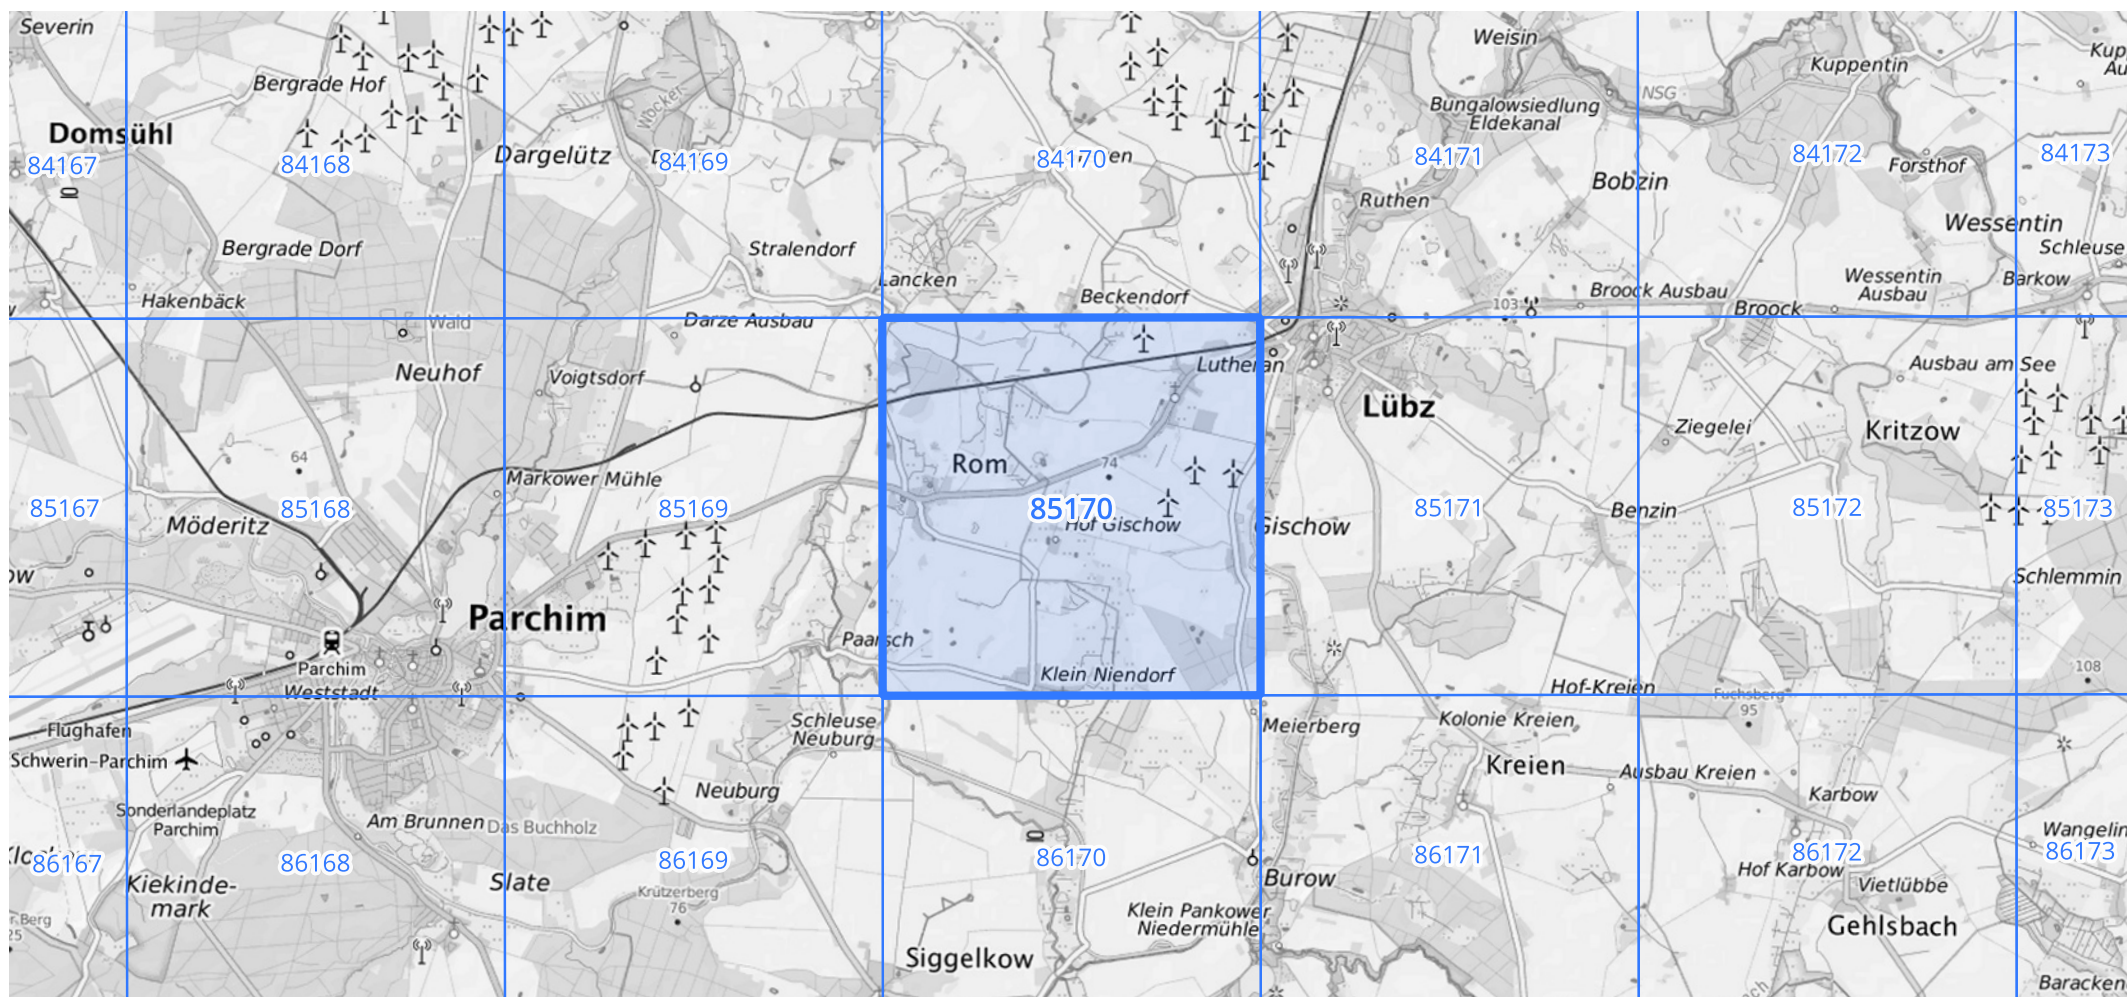 Severin
Weisin
Kuppentin
Bergrade Hof
Wocker
NSG
Bungalowsiedlung
Eldekanal
Domsühl
Dargelütz
84167
84168
84169
84170
84171
84172
84173
Forsthof
Bobzin
Ruthen
Wessentin
Bergrade Dorf
Stralendorf
Schleuse
Lancken
Beckendorf
Wessentin
Ausbau
Barkow
Hakenbäck
103
Broock Ausbau
Broock
Wald
Darze Ausbau
Neuhof
Voigtsdorf
Lutheran
Ausbau am See
Lübz
Ziegelei
Kritzow
64
Rom
74
Markower Mühle
85167
85168
85169
85170
85171
85172
85173
Möderitz
Hof Gischow
Gischow
Benzin
Schlemmin
Parchim
Paarsch
Parchim
Weststadt
Klein Niendorf
108
Hof-Kreien
Fuchsberg
95
Flughafen
Schwerin-Parchim
Schleuse
Neuburg
Meierberg
Kolonie Kreien
Kreien
Ausbau Kreien
Neuburg
Karbow
Sonderlandeplatz
Parchim
Am Brunnen
Das Buchholz
Wangelin
86167
86168
86169
86170
86171
86172
86173
Hof Karbow
Kiekinde-
mark
Slate
Krützerberg
76
Burow
Vietlübbe
Klein Pankower
Niedermühle
Gehlsbach
Siggelkow
Baracken